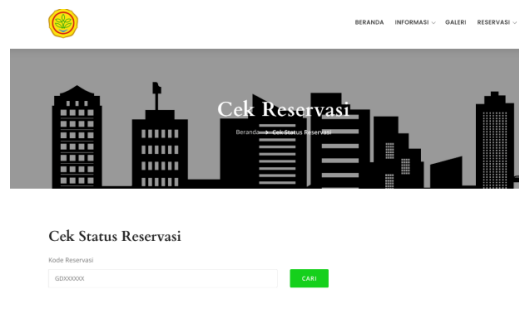 BERANDA INFORMASI GALERI RESERVASI
Cek Reservasi
Beranda Cek Status Reservasi
Cek Status Reservasi
Kode Reservasi
GDXXXXXX
CARI